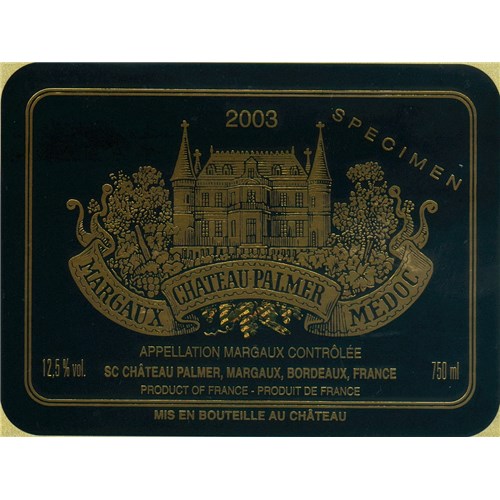 2003
SPECIMEN
MARGAUX CHATEAU PALMER MEDOC
APPELLATION MARGAUX CONTRÔLÉE
12,5 % vol. SC CHÂTEAU PALMER, MARGAUX, BORDEAUX, FRANCE 750 ml
PRODUCT OF FRANCE - PRODUIT DE FRANCE
MIS EN BOUTEILLE AU CHÂTEAU